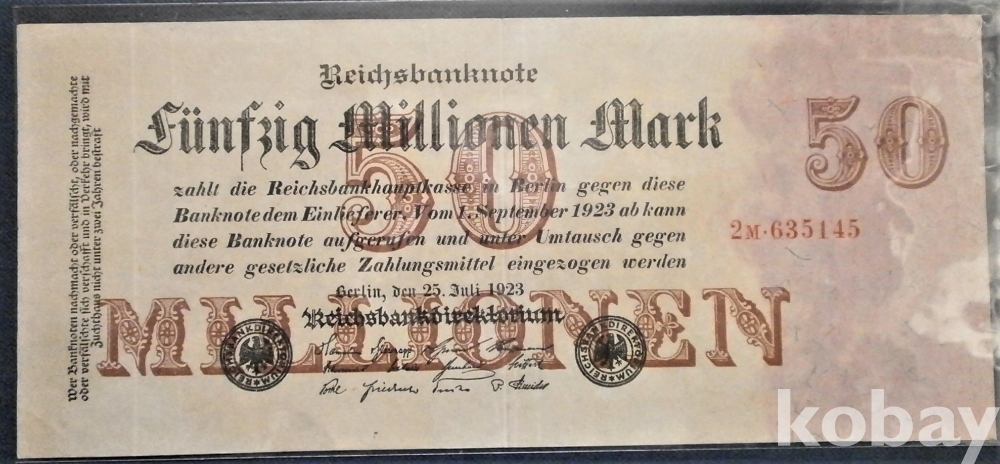 Reichsbanknote
Fünfzig Millionen Mark
50
50
zahlt die Reichsbankhauptkasse in Berlin gegen diese
Banknote dem Einlieferer. Vom 1. September 1923 ab kann
diese Banknote aufgerufen und unter Umtausch gegen
andere gesetzliche Zahlungsmittel eingezogen werden
2M·635145
Berlin, den 25. Juli 1923
Reichsbankdirektorium
MILLIONEN
REICHSBANKDIREKTORIUM
REICHSBANKDIREKTORIUM
Wer Banknoten nachmacht oder verfälscht, oder nachgemachte
oder verfälschte sich verschafft und in Verkehr bringt, wird mit
Zuchthaus nicht unter zwei Jahren bestraft
kobay